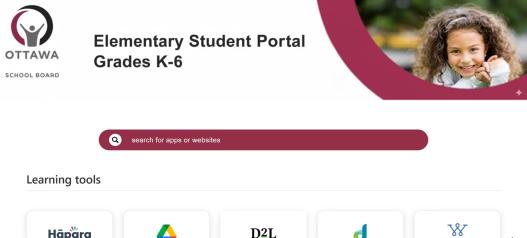 OTTAWA
SCHOOL BOARD
Elementary Student Portal
Grades K-6
search for apps or websites
Learning tools
Hāpara
D2L